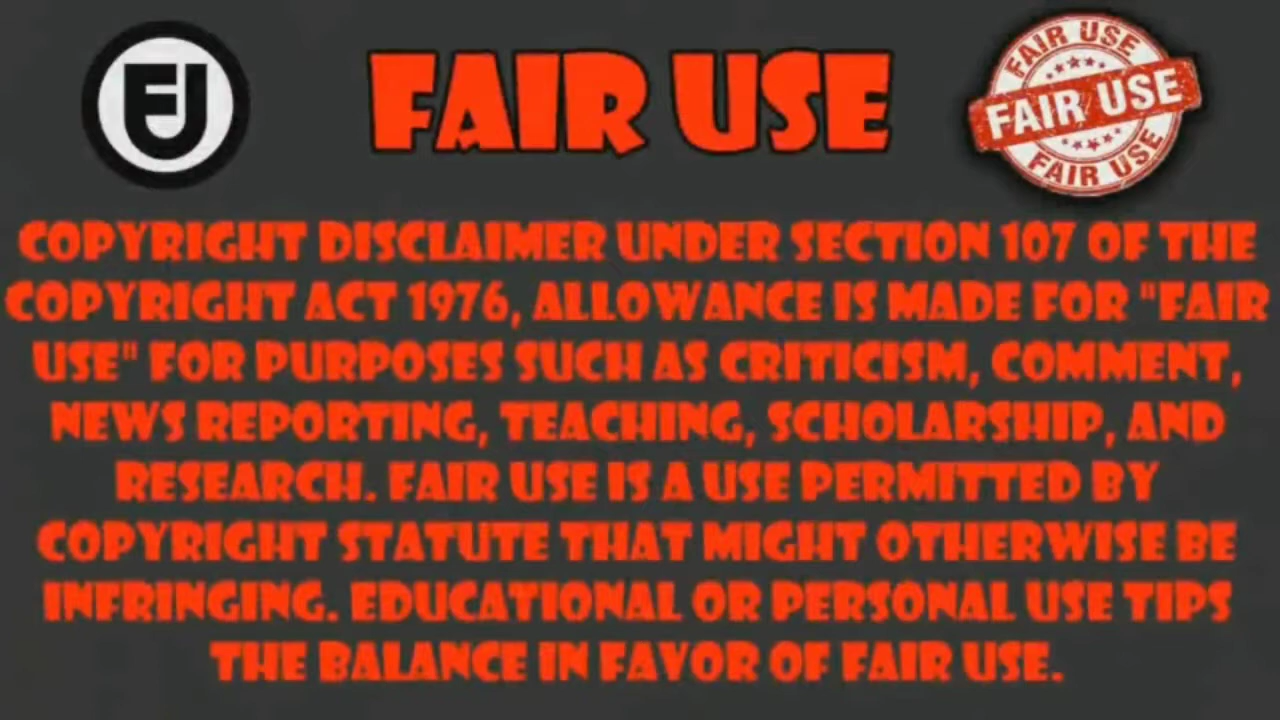 FAIR USE
FAIR USE
FAIR USE
FAIR USE
COPYRIGHT DISCLAIMER UNDER SECTION 107 OF THE
COPYRIGHT ACT 1976, ALLOWANCE IS MADE FOR "FAIR
USE" FOR PURPOSES SUCH AS CRITICISM, COMMENT,
NEWS REPORTING, TEACHING, SCHOLARSHIP, AND
RESEARCH. FAIR USE IS A USE PERMITTED BY
COPYRIGHT STATUTE THAT MIGHT OTHERWISE BE
INFRINGING. EDUCATIONAL OR PERSONAL USE TIPS
THE BALANCE IN FAVOR OF FAIR USE.